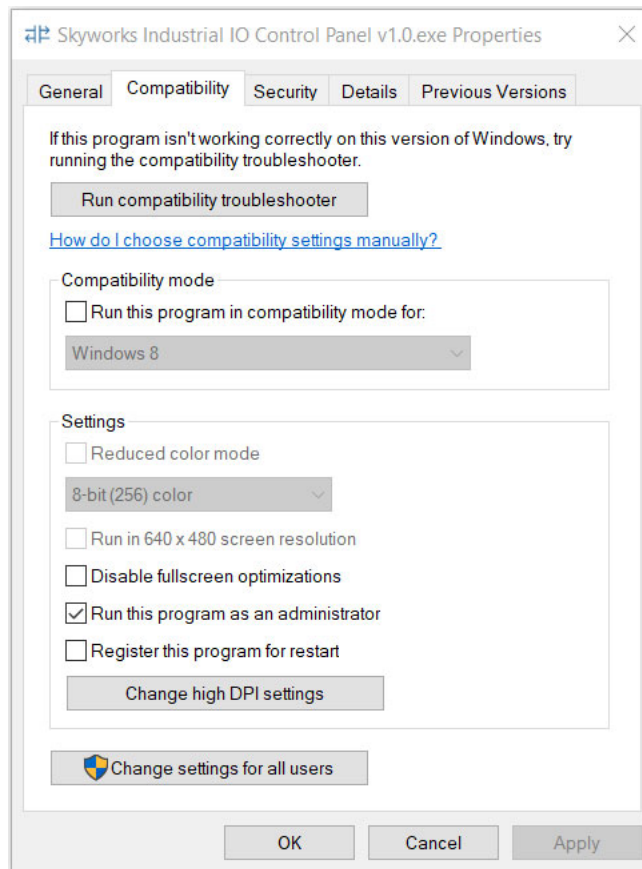 Skyworks Industrial IO Control Panel v1.0.exe Properties
General Compatibility Security Details Previous Versions
If this program isn't working correctly on this version of Windows, try
running the compatibility troubleshooter.
Run compatibility troubleshooter
How do I choose compatibility settings manually?
Compatibility mode
Run this program in compatibility mode for:
Windows 8
Settings
Reduced color mode
8-bit (256) color
Run in 640 x 480 screen resolution
Disable fullscreen optimizations
Run this program as an administrator
Register this program for restart
Change high DPI settings
Change settings for all users
OK Cancel Apply